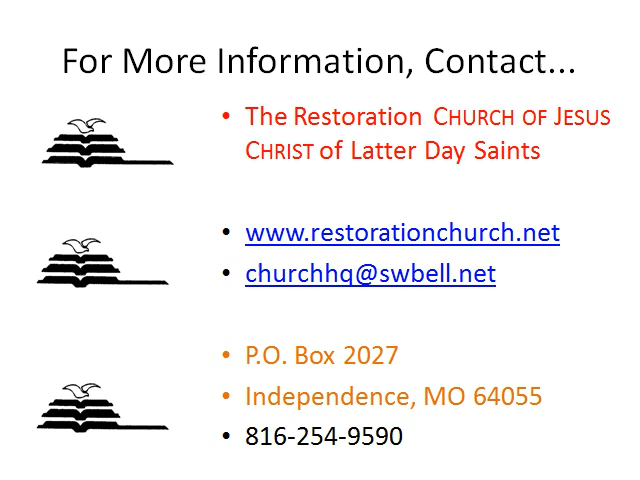 For More Information, Contact...
• The Restoration CHURCH OF JESUS
CHRIST of Latter Day Saints
• www.restorationchurch.net
• churchhq@swbell.net
• P.O. Box 2027
• Independence, MO 64055
• 816-254-9590